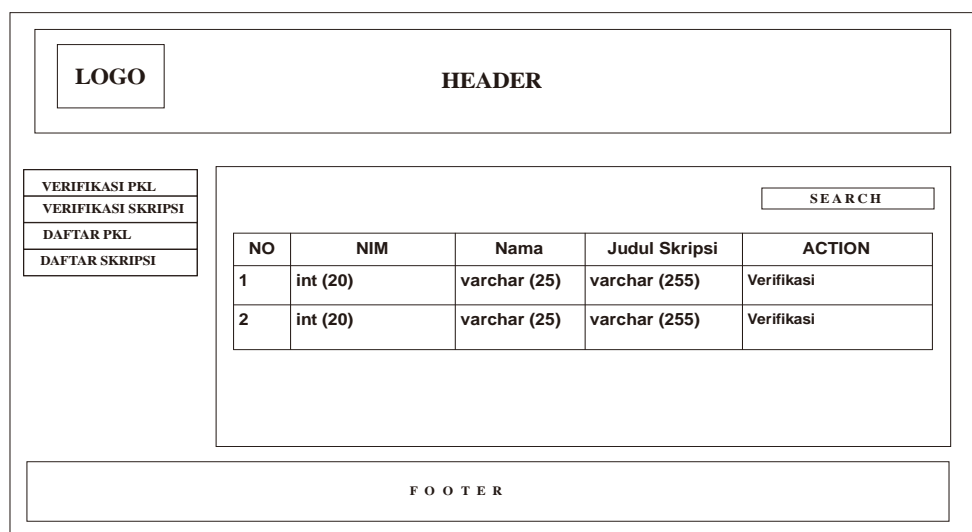 LOGO
HEADER
VERIFIKASI PKL
VERIFIKASI SKRIPSI
DAFTAR PKL
DAFTAR SKRIPSI
SEARCH
NO NIM Nama Judul Skripsi ACTION
1 int (20) varchar (25) varchar (255) Verifikasi
2 int (20) varchar (25) varchar (255) Verifikasi
FOOTER